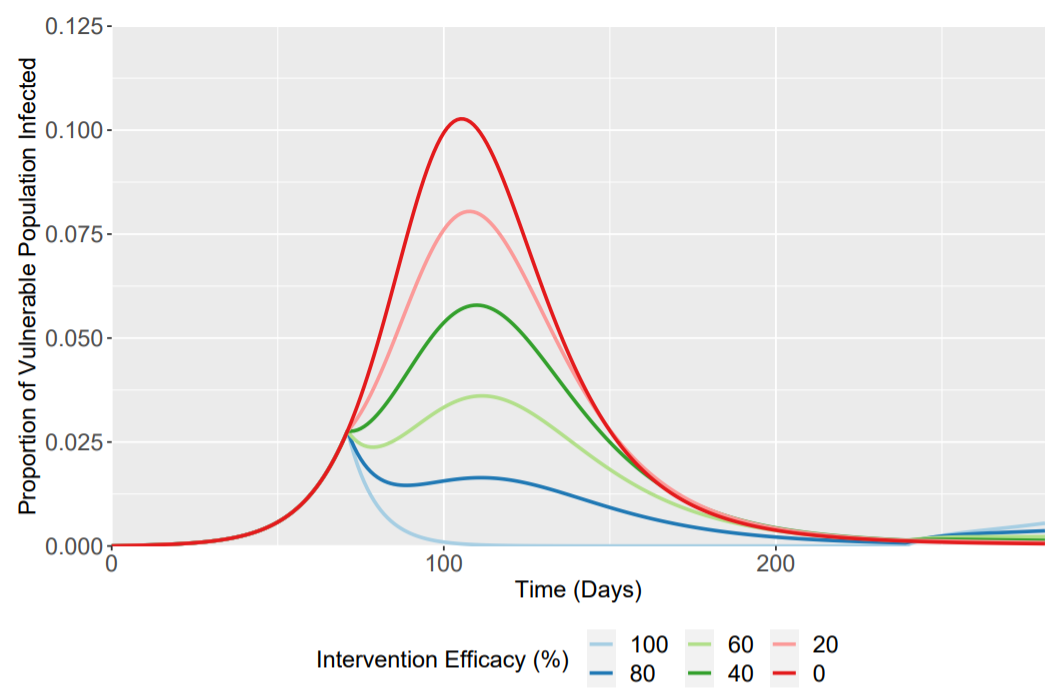 0.125
0.100
0.075
0.050
0.025
0.000
Proportion of Vulnerable Population Infected
0 100 200
Time (Days)
Intervention Efficacy (%)
100 60 20
80 40 0